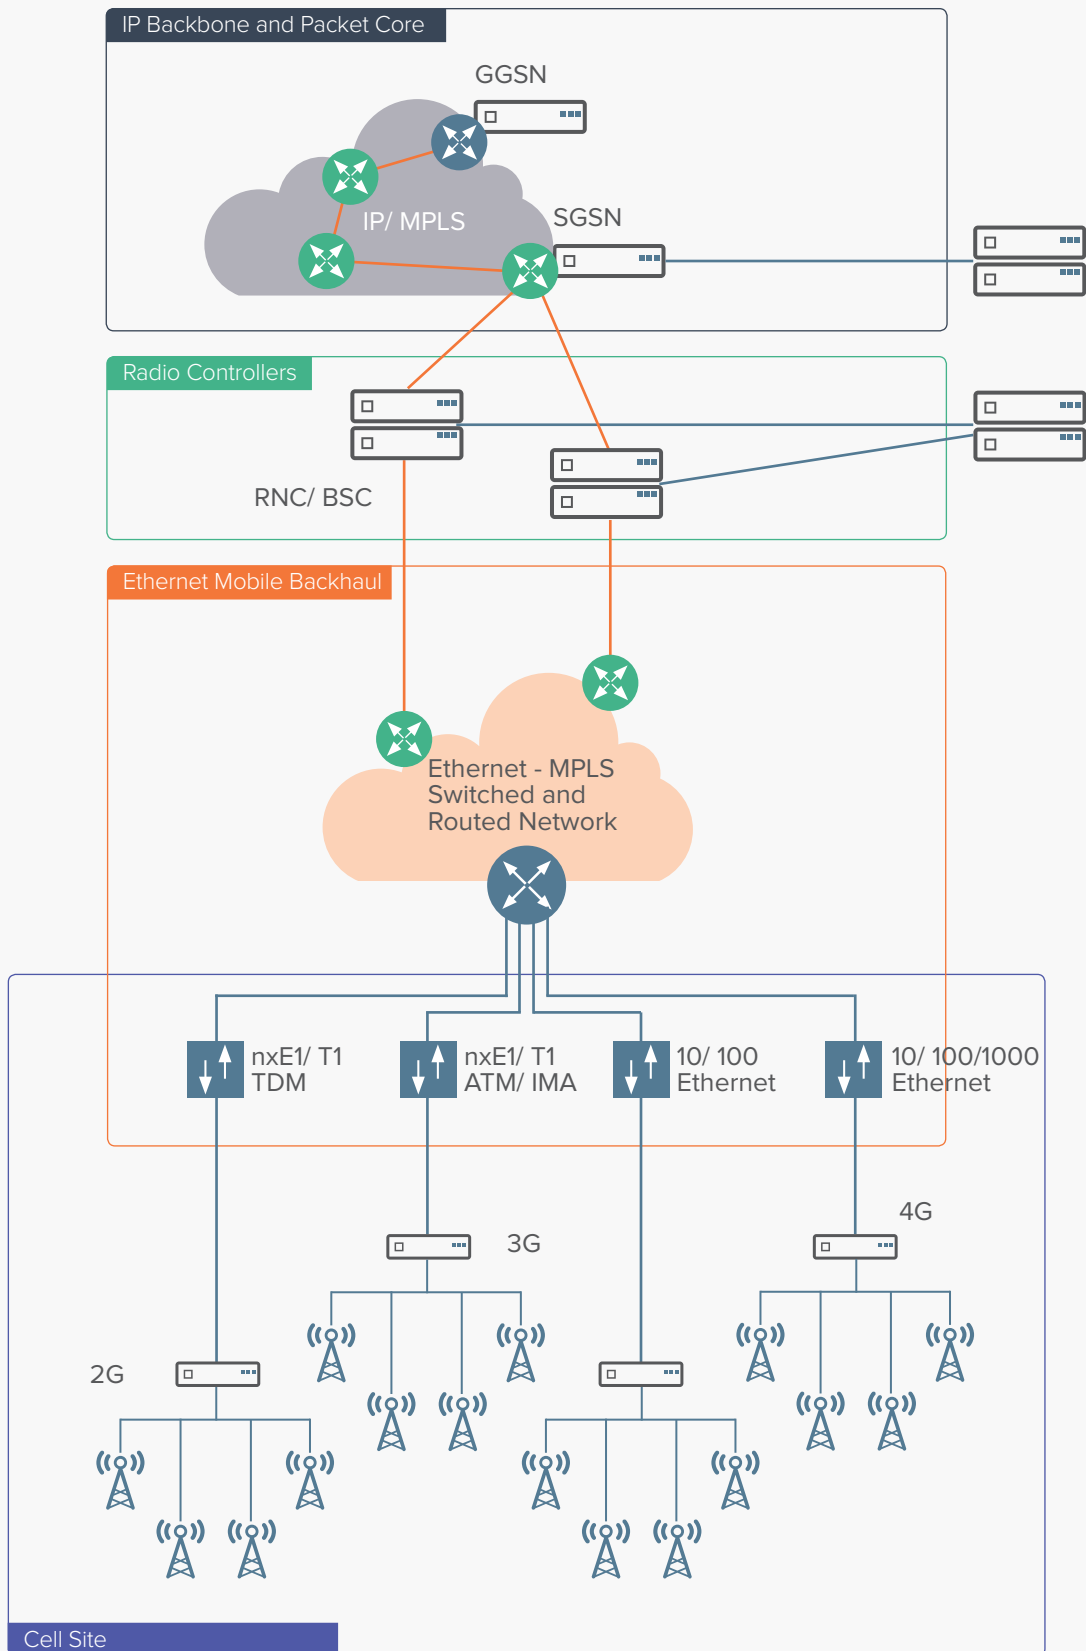 IP Backbone and Packet Core
GGSN
IP/ MPLS
SGSN
Radio Controllers
RNC/ BSC
Ethernet Mobile Backhaul
Ethernet - MPLS
Switched and
Routed Network
nxE1/ T1
TDM
nxE1/ T1
ATM/ IMA
10/ 100
Ethernet
10/ 100/1000
Ethernet
4G
3G
2G
Cell Site